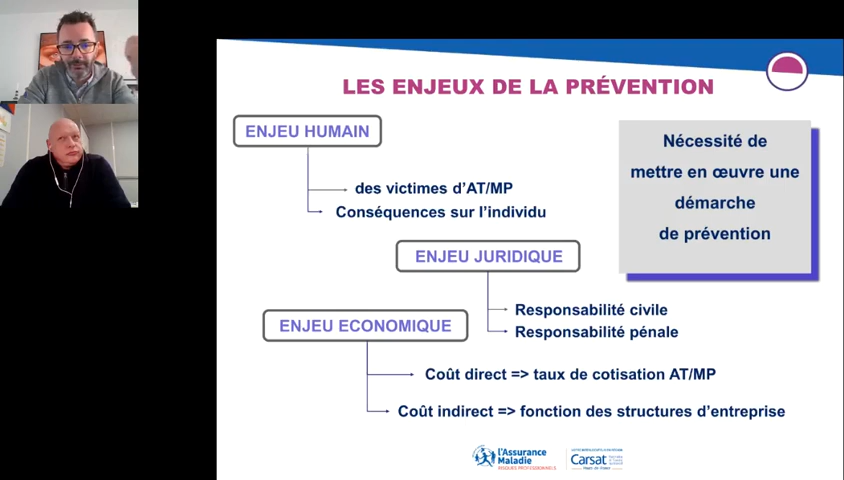 LES ENJEUX DE LA PRÉVENTION
ENJEU HUMAIN
des victimes d'AT/MP
Conséquences sur l'individu
Nécessité de
mettre en œuvre une
démarche
de prévention
ENJEU JURIDIQUE
Responsabilité civile
Responsabilité pénale
ENJEU ECONOMIQUE
Coût direct => taux de cotisation AT/MP
Coût indirect => fonction des structures d'entreprise
l'Assurance
Maladie
RISQUES PROFESSIONNELS
Carsat